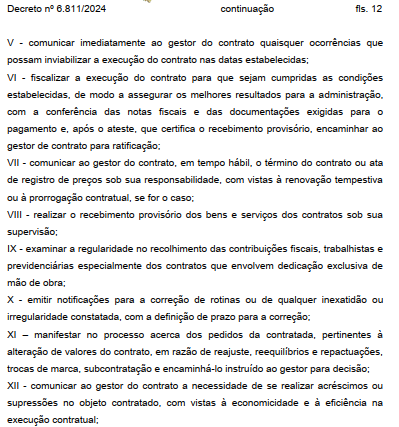 Decreto nº 6.811/2024 continuação fls. 12
V - comunicar imediatamente ao gestor do contrato quaisquer ocorrências que
possam inviabilizar a execução do contrato nas datas estabelecidas;
VI - fiscalizar a execução do contrato para que sejam cumpridas as condições
estabelecidas, de modo a assegurar os melhores resultados para a administração,
com a conferência das notas fiscais e das documentações exigidas para o
pagamento e, após o ateste, que certifica o recebimento provisório, encaminhar ao
gestor de contrato para ratificação;
VII - comunicar ao gestor do contrato, em tempo hábil, o término do contrato ou ata
de registro de preços sob sua responsabilidade, com vistas à renovação tempestiva
ou à prorrogação contratual, se for o caso;
VIII - realizar o recebimento provisório dos bens e serviços dos contratos sob sua
supervisão;
IX - examinar a regularidade no recolhimento das contribuições fiscais, trabalhistas e
previdenciárias especialmente dos contratos que envolvem dedicação exclusiva de
mão de obra;
X - emitir notificações para a correção de rotinas ou de qualquer inexatidão ou
irregularidade constatada, com a definição de prazo para a correção;
XI – manifestar no processo acerca dos pedidos da contratada, pertinentes à
alteração de valores do contrato, em razão de reajuste, reequilíbrios e repactuações,
trocas de marca, subcontratação e encaminhá-lo instruído ao gestor para decisão;
XII - comunicar ao gestor do contrato a necessidade de se realizar acréscimos ou
supressões no objeto contratado, com vistas à economicidade e à eficiência na
execução contratual;